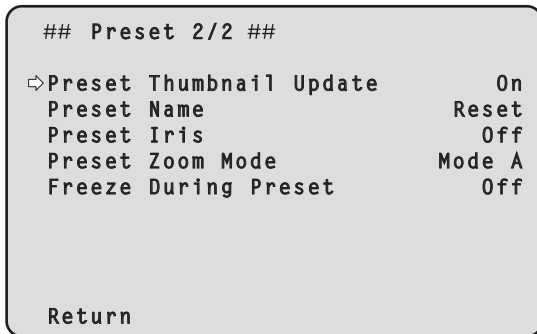 ## Preset 2/2 ##
⇨Preset Thumbnail Update On
Preset Name Reset
Preset Iris Off
Preset Zoom Mode Mode A
Freeze During Preset Off
Return